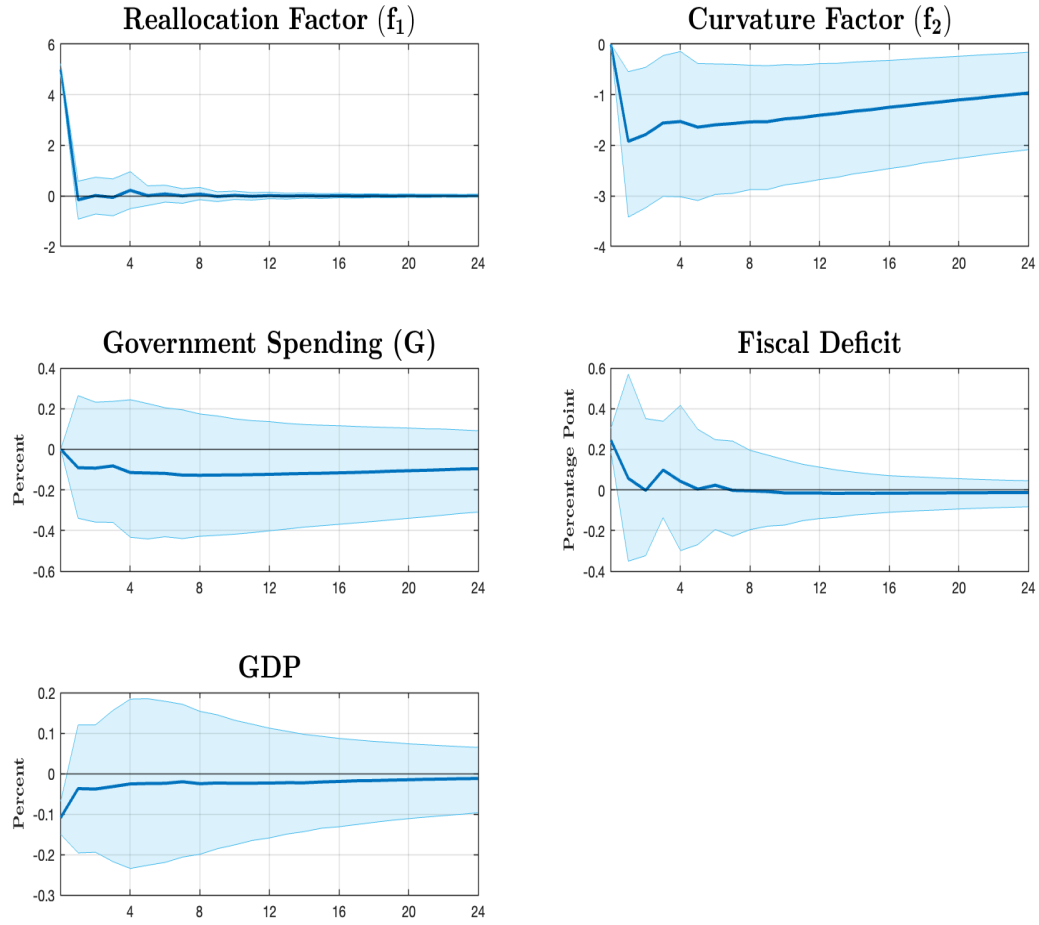 Reallocation Factor (f₁)
6
4
2
0
-2
4 8 12 16 20 24
Curvature Factor (f₂)
0
-1
-2
-3
-4
4 8 12 16 20 24
Government Spending (G)
Percent
0.4
0.2
0
-0.2
-0.4
-0.6
4 8 12 16 20 24
Fiscal Deficit
Percentage Point
0.6
0.4
0.2
0
-0.2
-0.4
4 8 12 16 20 24
GDP
Percent
0.2
0.1
0
-0.1
-0.2
-0.3
4 8 12 16 20 24